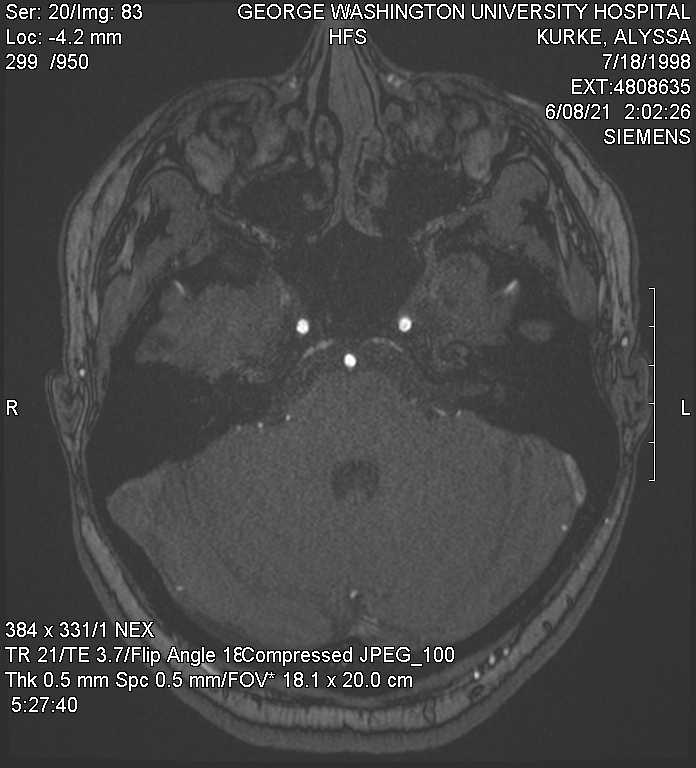 Ser: 20/Img: 83
Loc: -4.2 mm
299 /950
GEORGE WASHINGTON UNIVERSITY HOSPITAL
HFS
KURKE, ALYSSA
7/18/1998
EXT:4808635
6/08/21 2:02:26
SIEMENS
R
L
384 x 331/1 NEX
TR 21/TE 3.7/Flip Angle 18Compressed JPEG_100
Thk 0.5 mm Spc 0.5 mm/FOV* 18.1 x 20.0 cm
5:27:40